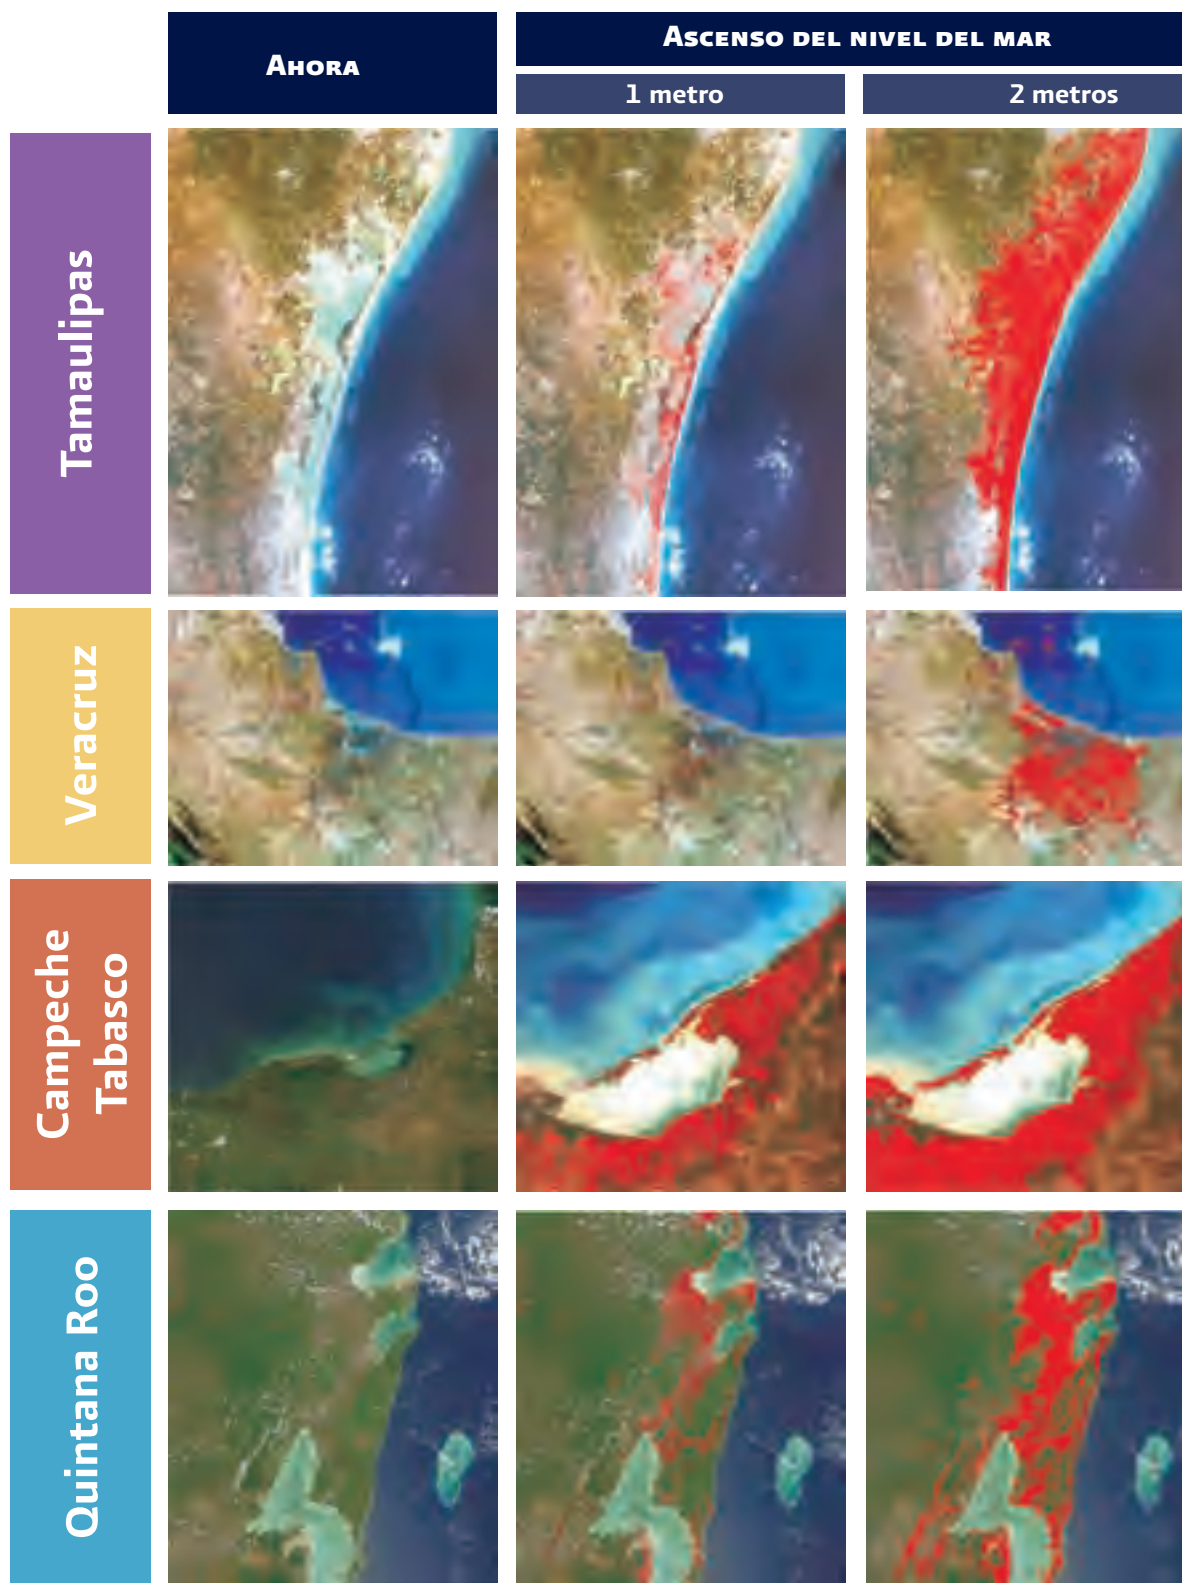 Ahora
Ascenso del nivel del mar
1 metro
2 metros
Tamaulipas
Veracruz
Campeche
Tabasco
Quintana Roo